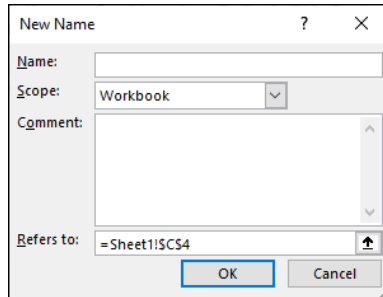 New Name ?
Name:
Scope: Workbook
Comment:
Refers to: =Sheet1!$C$4
OK Cancel